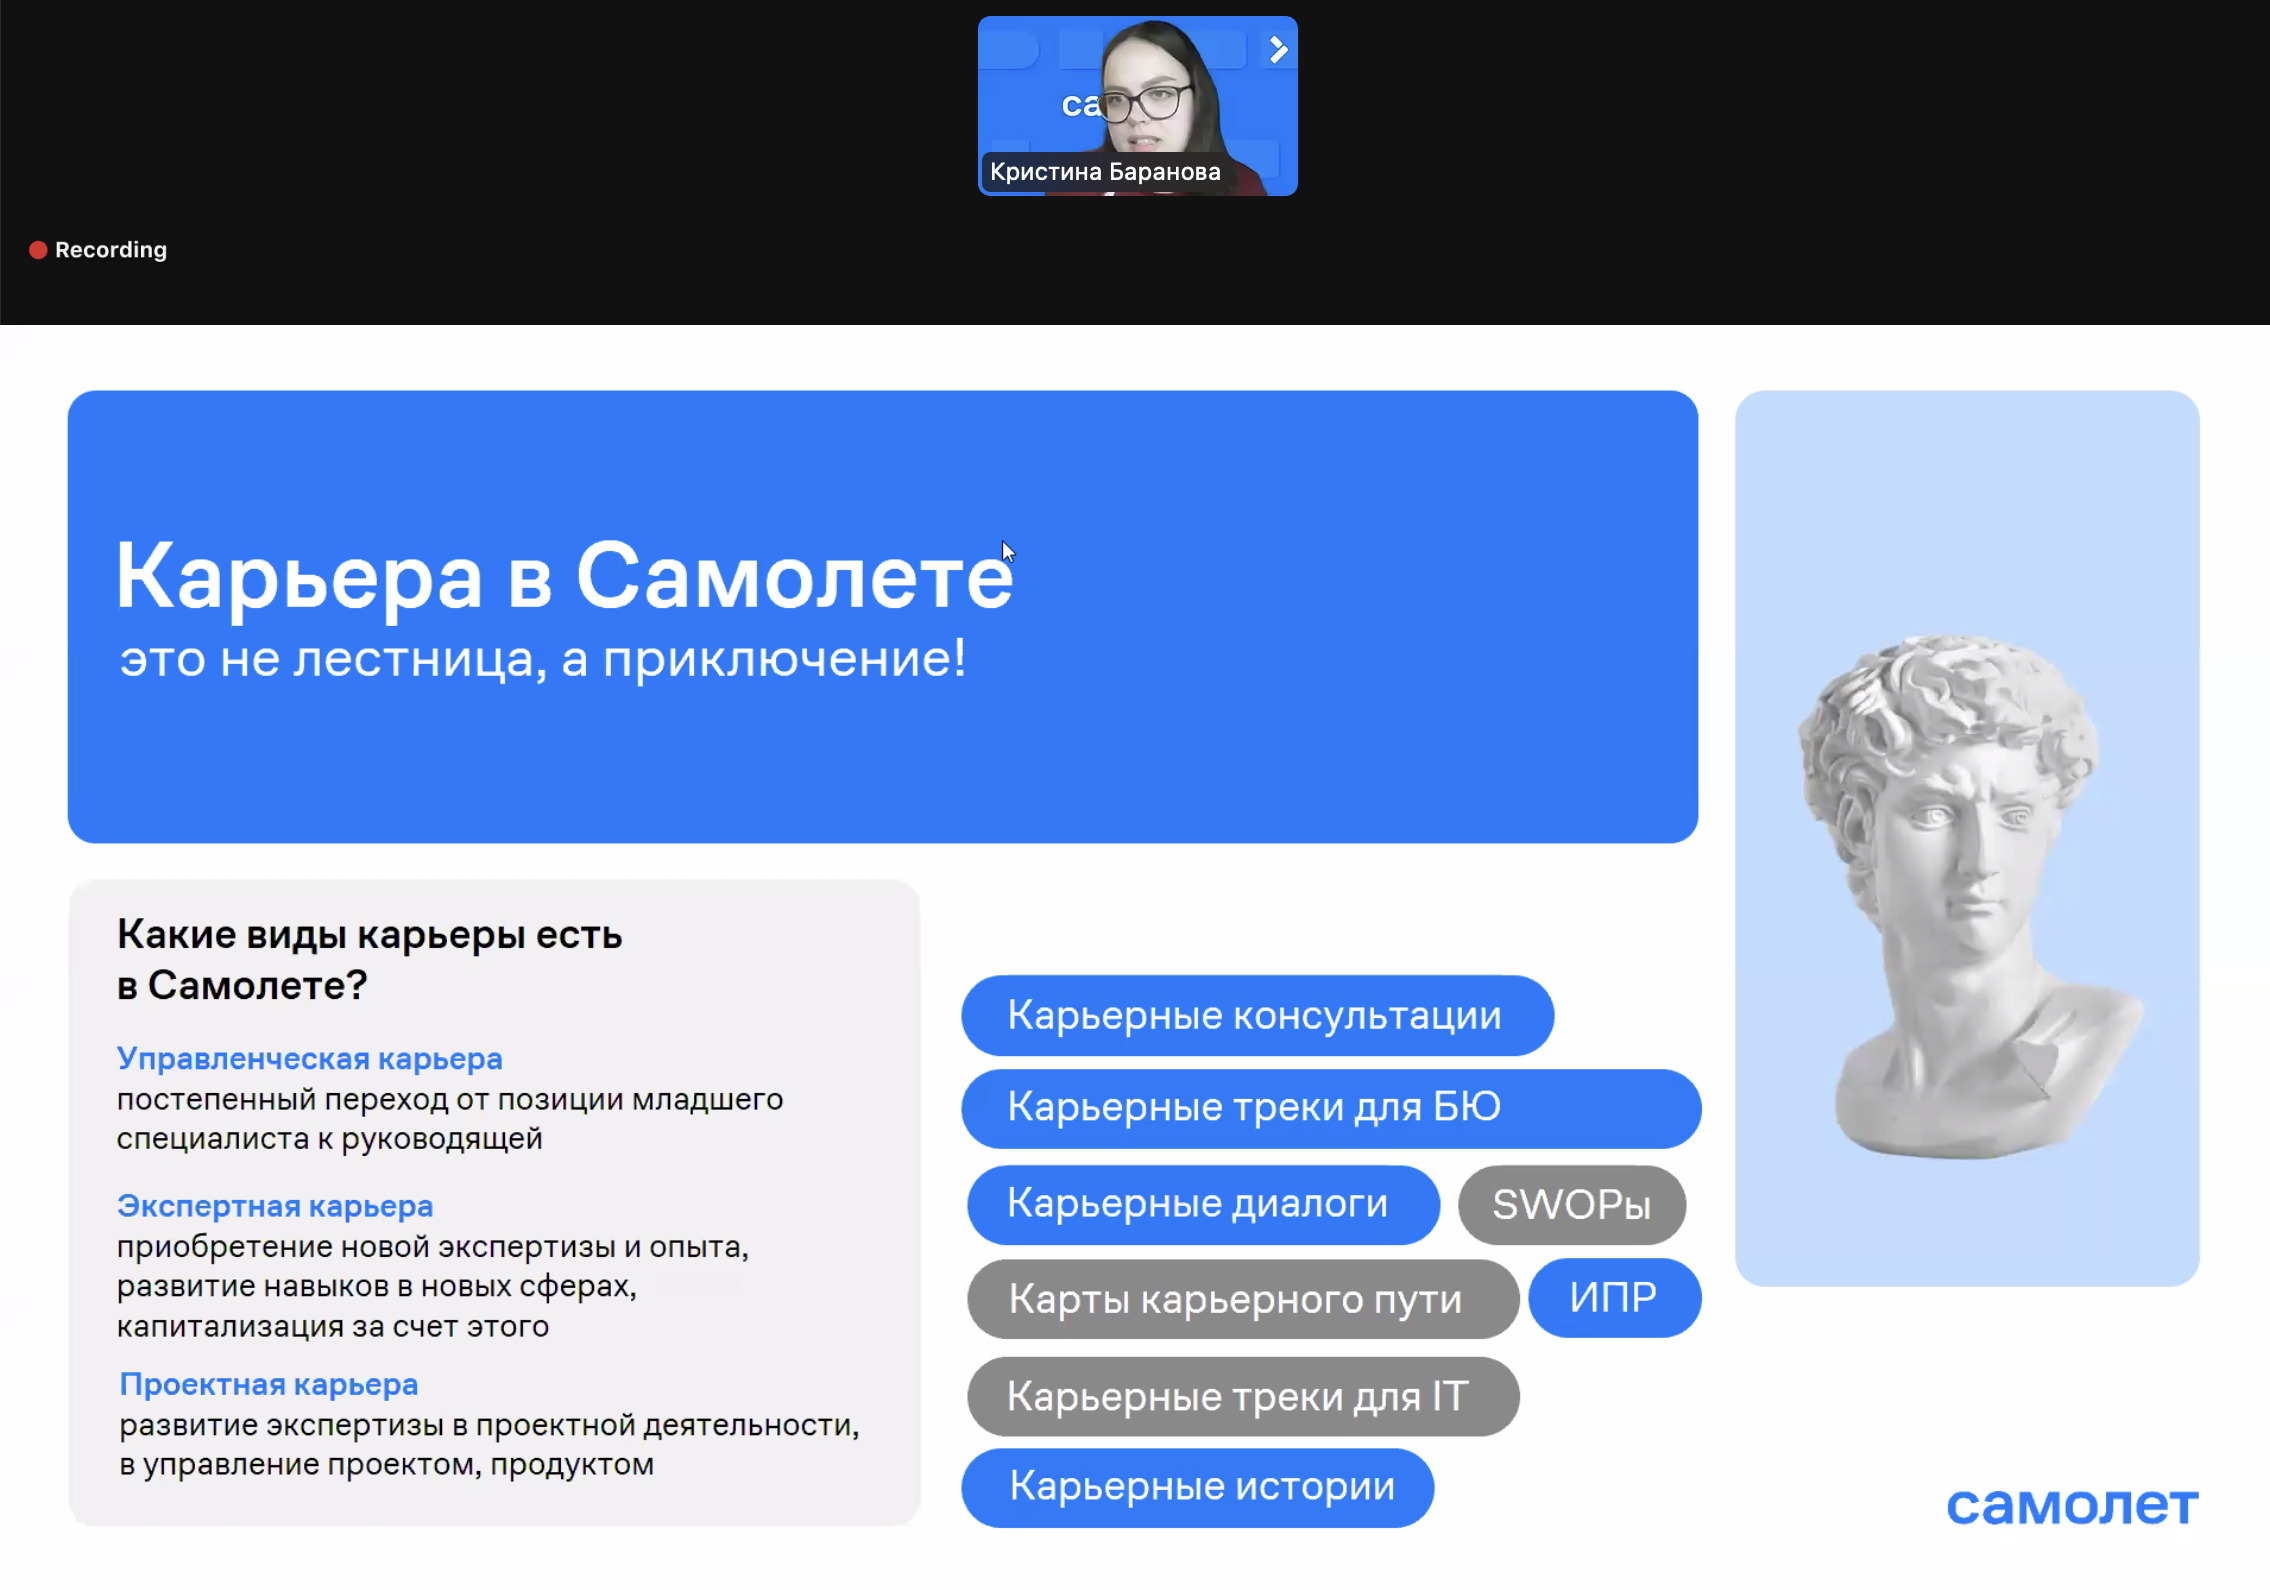 са
Кристина Баранова
Recording
Карьера в Самолете
это не лестница, а приключение!
Какие виды карьеры есть
в Самолете?
Управленческая карьера
постепенный переход от позиции младшего
специалиста к руководящей
Экспертная карьера
приобретение новой экспертизы и опыта,
развитие навыков в новых сферах,
капитализация за счет этого
Проектная карьера
развитие экспертизы в проектной деятельности,
в управление проектом, продуктом
Карьерные консультации
Карьерные треки для БЮ
Карьерные диалоги
SWOPы
Карты карьерного пути
ИПР
Карьерные треки для IT
Карьерные истории
самолет